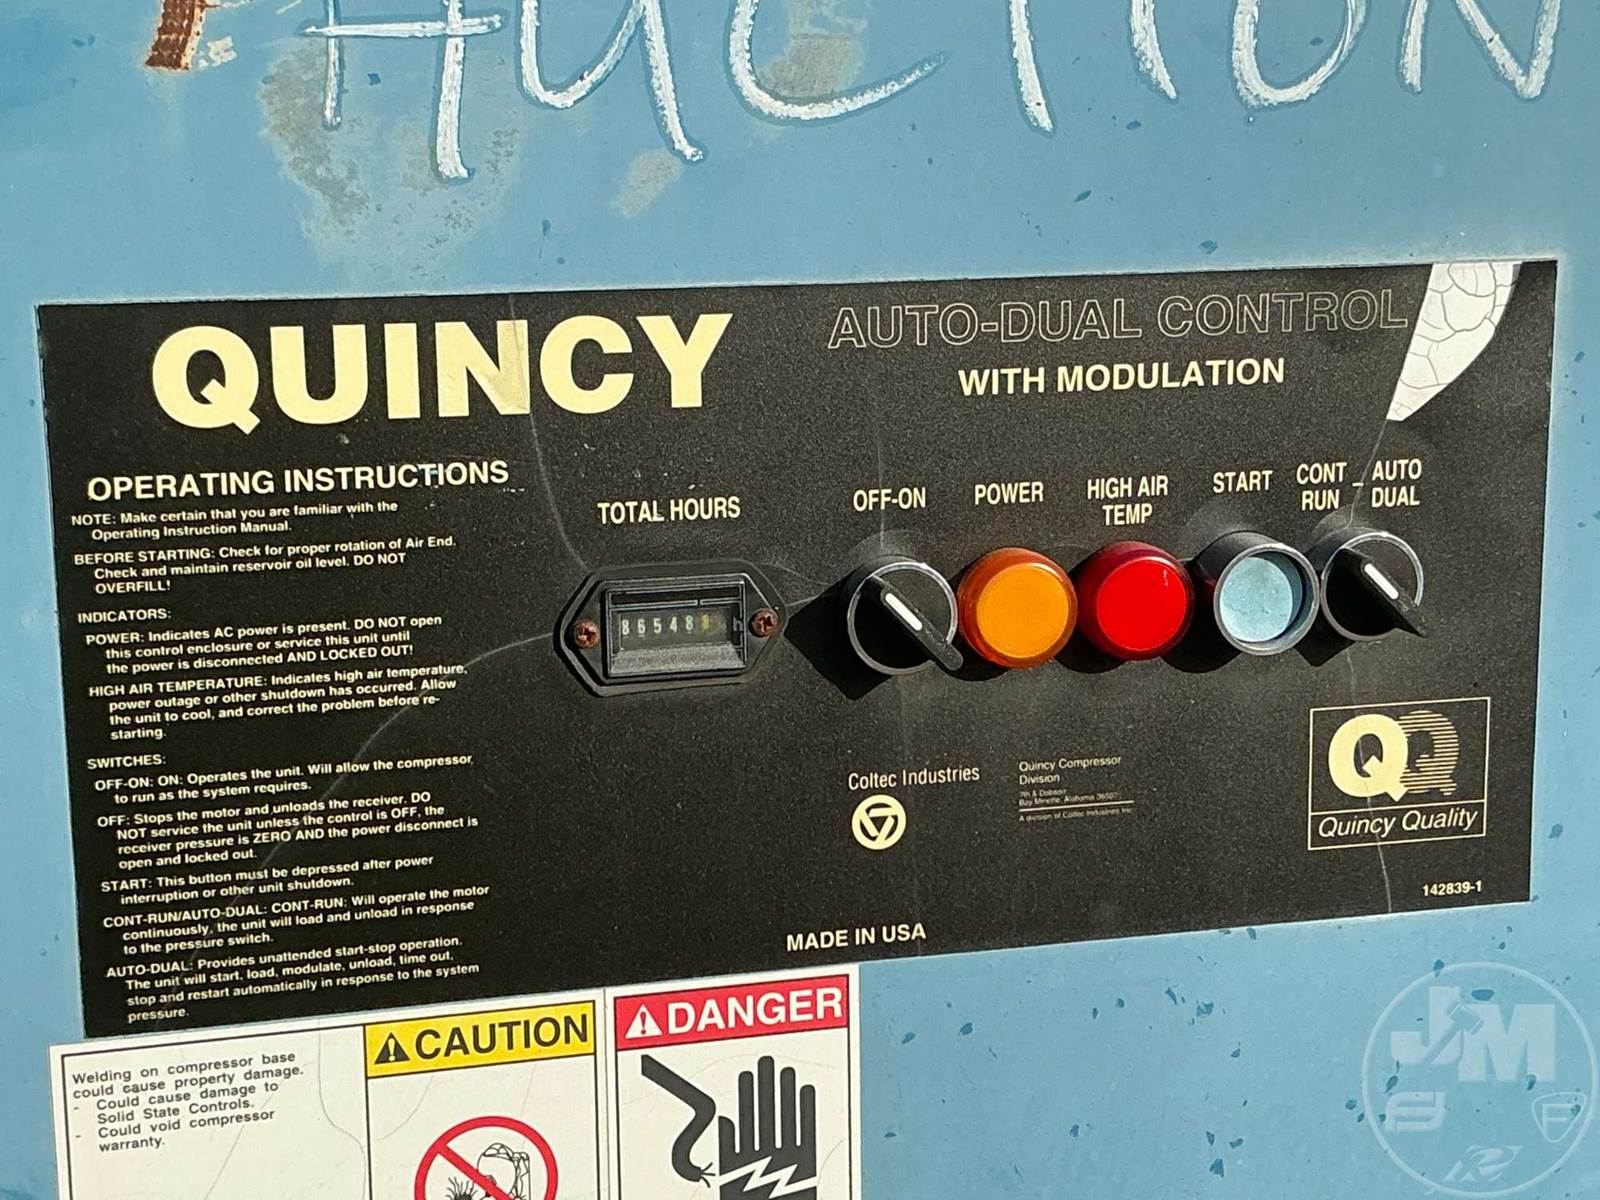 AUCTION
QUINCY
AUTO-DUAL CONTROL
WITH MODULATION
OPERATING INSTRUCTIONS
NOTE: Make certain that you are familiar with the
Operating Instruction Manual.
BEFORE STARTING: Check for proper rotation of Air End.
Check and maintain reservoir oil level. DO NOT
OVERFILL!
INDICATORS:
POWER: Indicates AC power is present. DO NOT open
this control enclosure or service this unit until
the power is disconnected AND LOCKED OUT!
HIGH AIR TEMPERATURE: Indicates high air temperature,
power outage or other shutdown has occurred. Allow
the unit to cool, and correct the problem before re-
starting.
SWITCHES:
OFF-ON: ON: Operates the unit. Will allow the compressor
to run as the system requires.
OFF: Stops the motor and unloads the receiver. DO
NOT service the unit unless the control is OFF, the
receiver pressure is ZERO AND the power disconnect is
open and locked out.
START: This button must be depressed after power
interruption or other unit shutdown.
CONT-RUN/AUTO-DUAL: CONT-RUN: Will operate the motor
continuously, the unit will load and unload in response
to the pressure switch.
AUTO-DUAL: Provides unattended start-stop operation.
The unit will start, load, modulate, unload, time out,
stop and restart automatically in response to the system
pressure.
TOTAL HOURS
86548 h
OFF-ON
POWER
HIGH AIR
TEMP
START
CONT - AUTO
RUN DUAL
Coltec Industries
Quincy Compressor
Division
7th & Dobson
Bay Minette, Alabama 36507
A division of Coltec Industries Inc
QQ
Quincy Quality
142839-1
MADE IN USA
Welding on compressor base
could cause property damage.
- Could cause damage to
Solid State Controls.
- Could void compressor
warranty.
CAUTION
DANGER
J&M